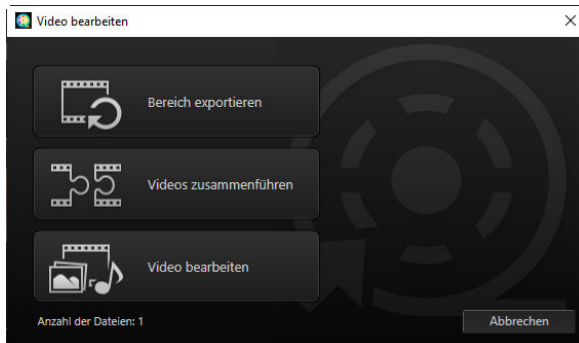 Video bearbeiten
Bereich exportieren
Videos zusammenführen
Video bearbeiten
Anzahl der Dateien: 1
Abbrechen